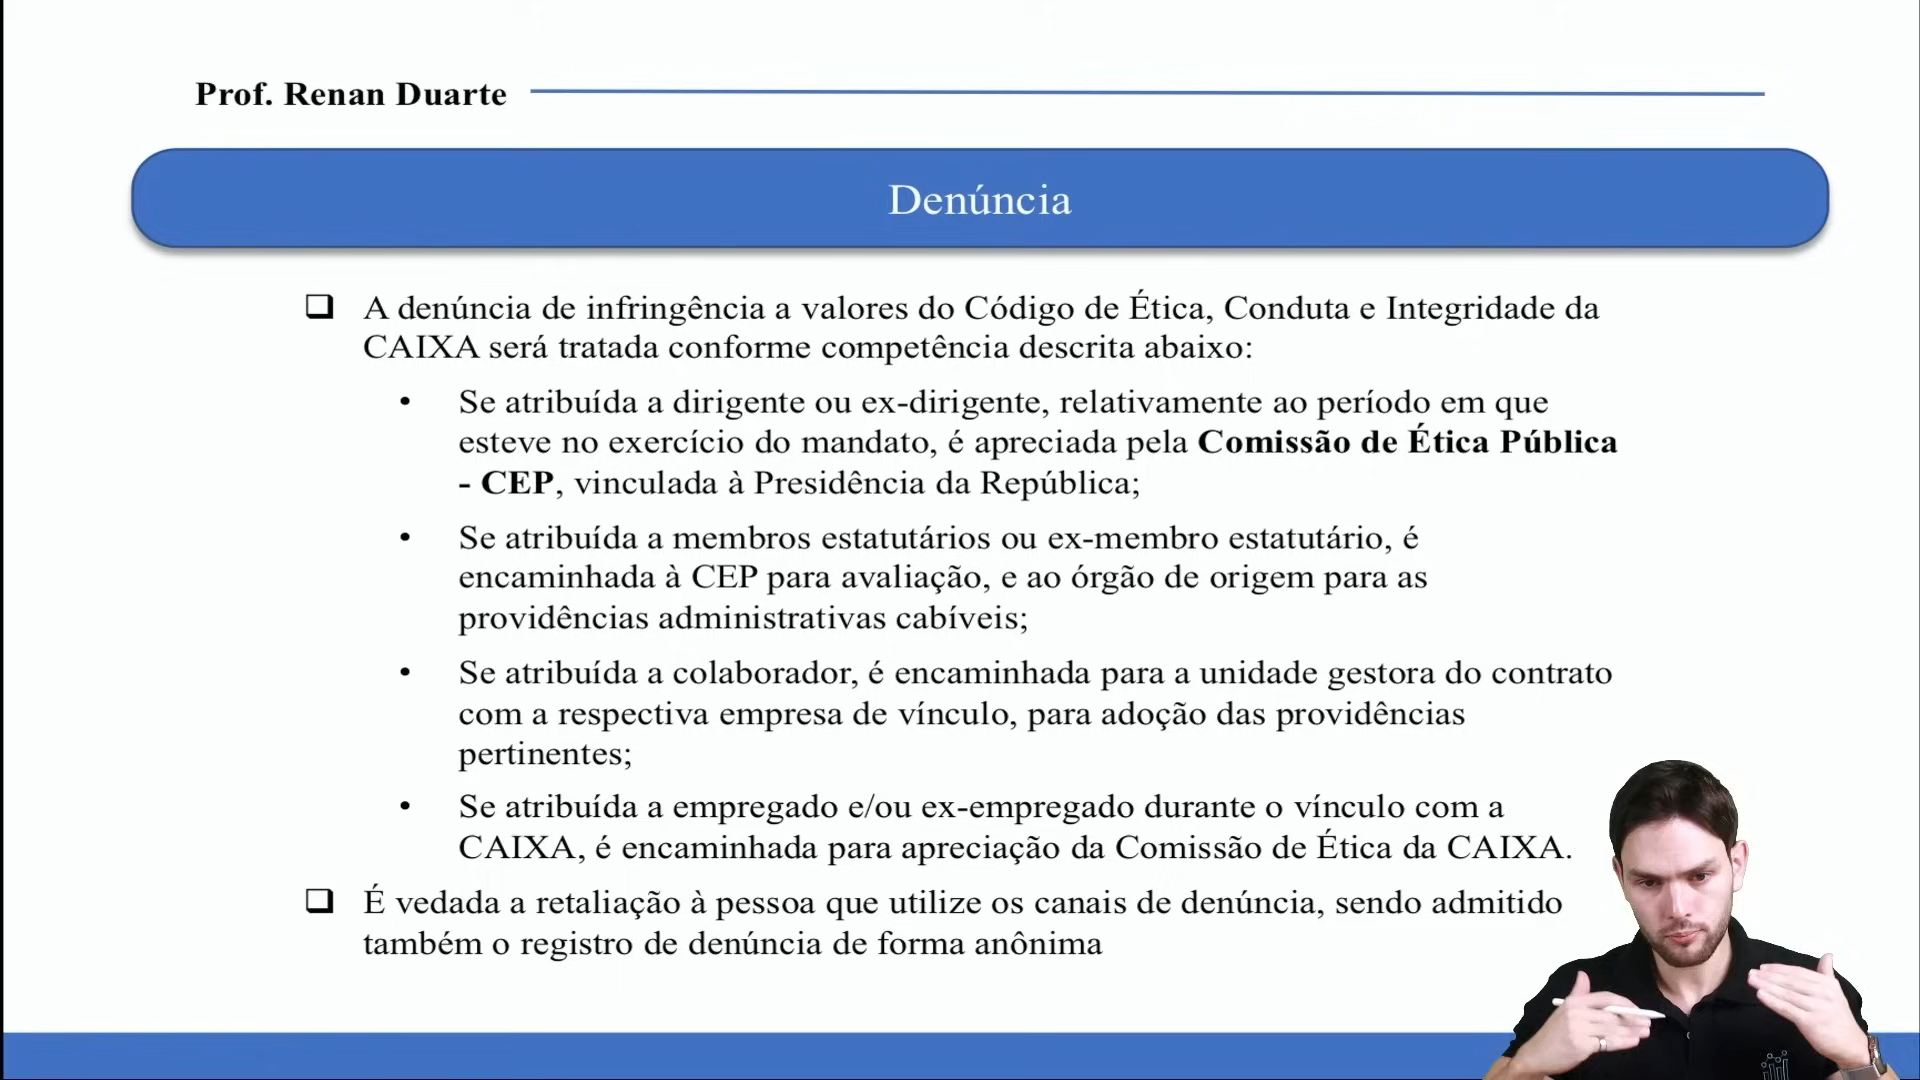 Prof. Renan Duarte
Denúncia
❑ A denúncia de infringência a valores do Código de Ética, Conduta e Integridade da
CAIXA será tratada conforme competência descrita abaixo:
• Se atribuída a dirigente ou ex-dirigente, relativamente ao período em que
esteve no exercício do mandato, é apreciada pela Comissão de Ética Pública
- CEP, vinculada à Presidência da República;
• Se atribuída a membros estatutários ou ex-membro estatutário, é
encaminhada à CEP para avaliação, e ao órgão de origem para as
providências administrativas cabíveis;
• Se atribuída a colaborador, é encaminhada para a unidade gestora do contrato
com a respectiva empresa de vínculo, para adoção das providências
pertinentes;
• Se atribuída a empregado e/ou ex-empregado durante o vínculo com a
CAIXA, é encaminhada para apreciação da Comissão de Ética da CAIXA.
❑ É vedada a retaliação à pessoa que utilize os canais de denúncia, sendo admitido
também o registro de denúncia de forma anônima